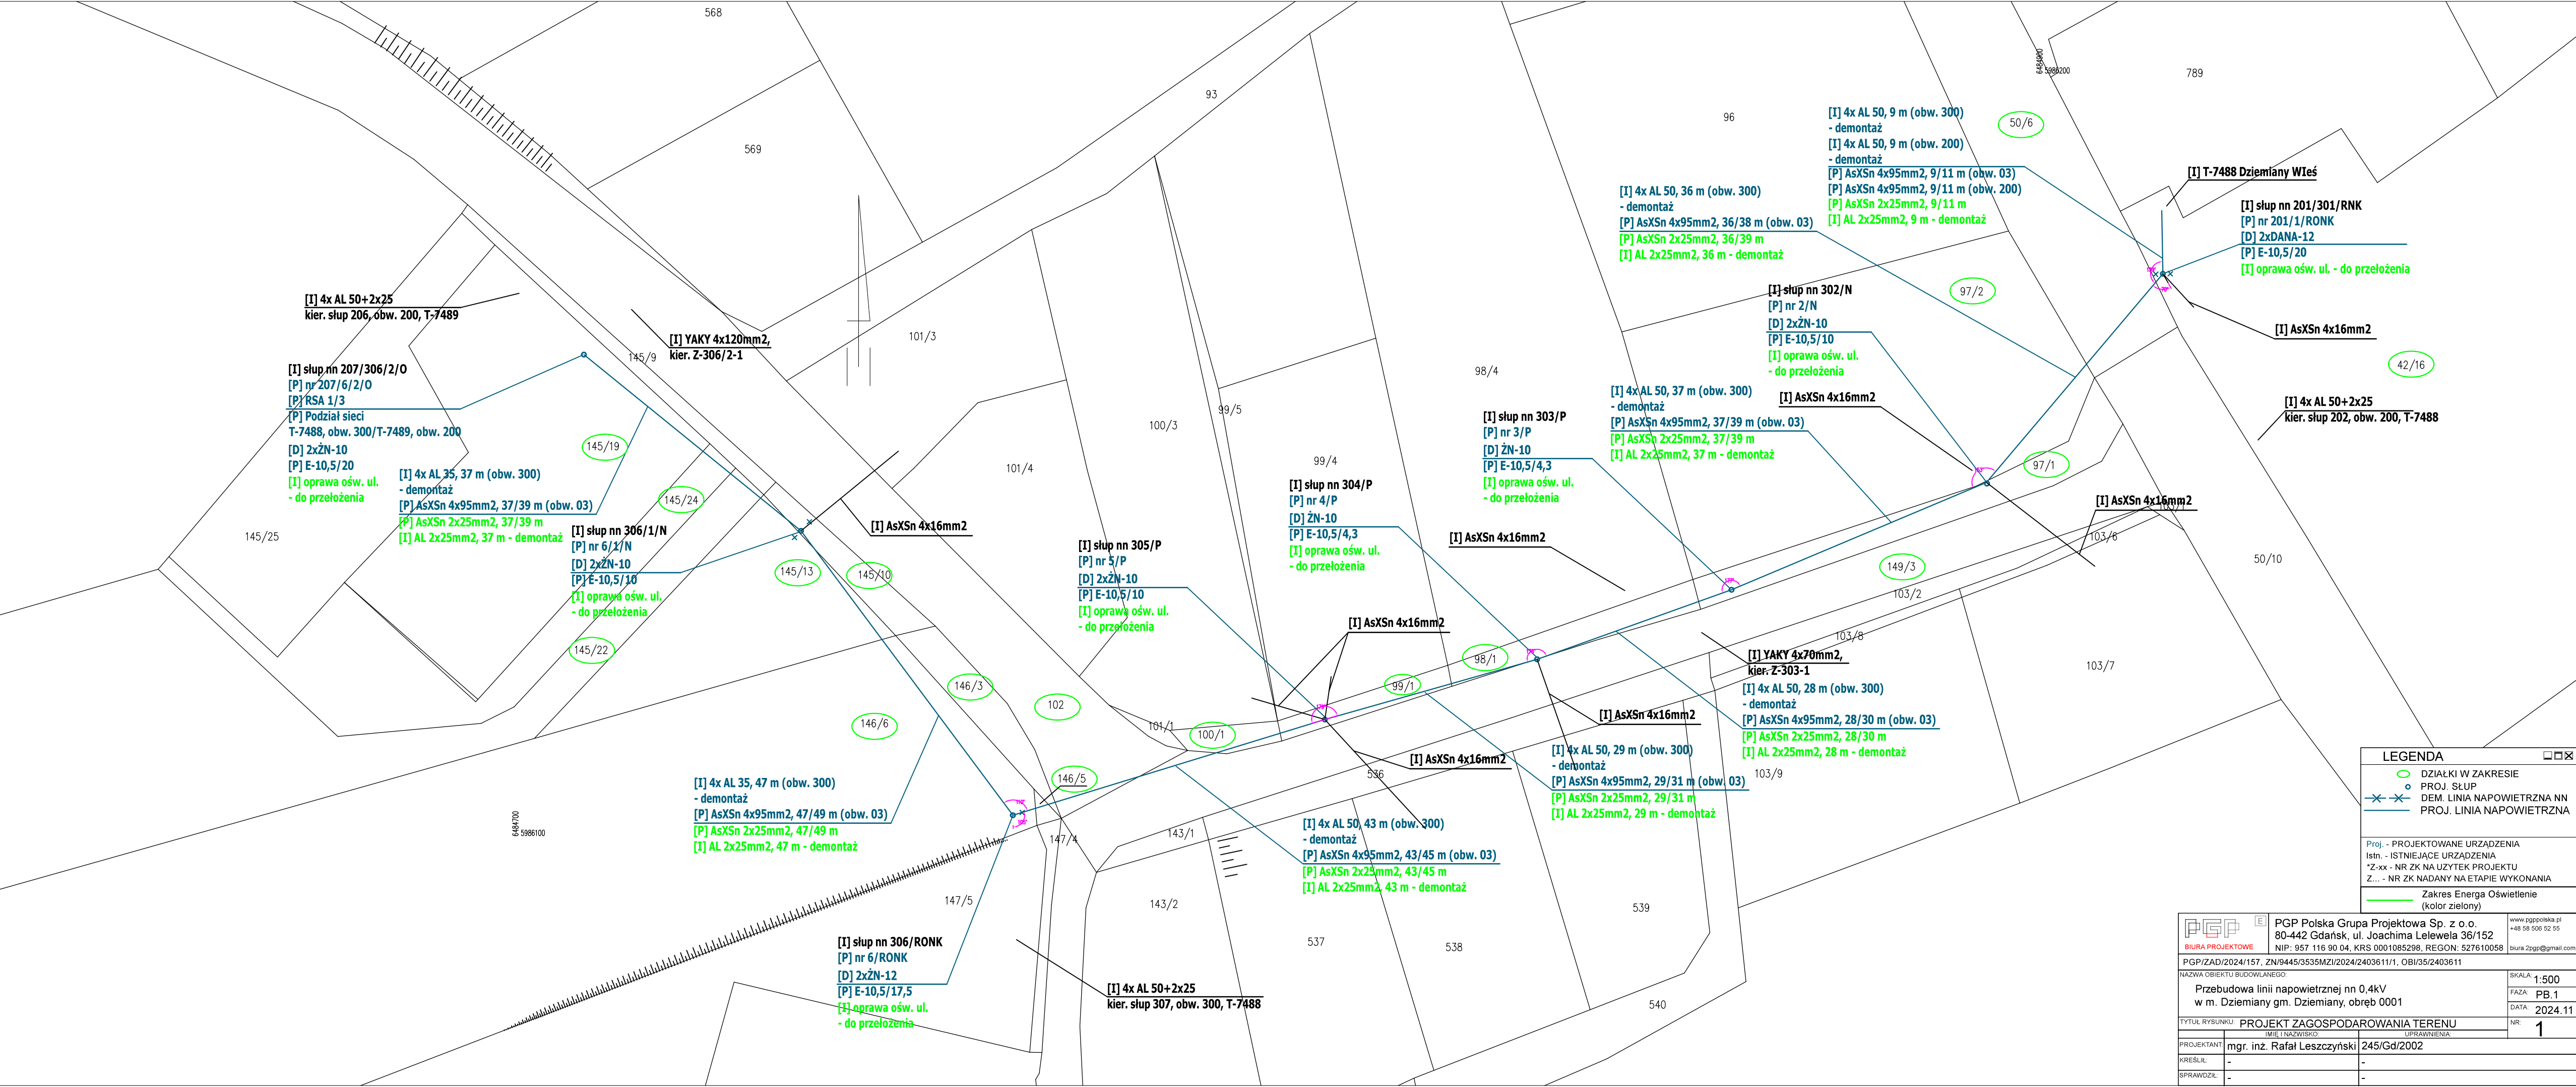 568
569
93
96
789
6484900
5986200
50/6
[I] 4x AL 50, 9 m (obw. 300)
- demontaż
[I] 4x AL 50, 9 m (obw. 200)
- demontaż
[P] AsXSn 4x95mm2, 9/11 m (obw. 03)
[P] AsXSn 4x95mm2, 9/11 m (obw. 200)
[P] AsXSn 2x25mm2, 9/11 m
[I] AL 2x25mm2, 9 m - demontaż
[I] T-7488 Dziemiany WIeś
[I] 4x AL 50, 36 m (obw. 300)
- demontaż
[P] AsXSn 4x95mm2, 36/38 m (obw. 03)
[P] AsXSn 2x25mm2, 36/39 m
[I] AL 2x25mm2, 36 m - demontaż
[I] słup nn 201/301/RNK
[P] nr 201/1/RONK
[D] 2xDANA-12
[P] E-10,5/20
[I] oprawa ośw. ul. - do przełożenia
[I] 4x AL 50+2x25
kier. słup 206, obw. 200, T-7489
[I] YAKY 4x120mm2,
kier. Z-306/2-1
145/9
101/3
97/2
[I] słup nn 302/N
[P] nr 2/N
[D] 2xŻN-10
[P] E-10,5/10
[I] oprawa ośw. ul.
- do przełożenia
[I] AsXSn 4x16mm2
42/16
98/4
[I] słup nn 207/306/2/O
[P] nr 207/6/2/O
[P] RSA 1/3
[P] Podział sieci
T-7488, obw. 300/T-7489, obw. 200
[D] 2xŻN-10
[P] E-10,5/20
[I] oprawa ośw. ul.
- do przełożenia
[I] 4x AL 50, 37 m (obw. 300)
- demontaż
[P] AsXSn 4x95mm2, 37/39 m (obw. 03)
[P] AsXSn 2x25mm2, 37/39 m
[I] AL 2x25mm2, 37 m - demontaż
[I] AsXSn 4x16mm2
[I] 4x AL 50+2x25
kier. słup 202, obw. 200, T-7488
99/5
100/3
99/4
[I] słup nn 303/P
[P] nr 3/P
[D] ŻN-10
[P] E-10,5/4,3
[I] oprawa ośw. ul.
- do przełożenia
145/19
101/4
97/1
[I] 4x AL 35, 37 m (obw. 300)
- demontaż
[P] AsXSn 4x95mm2, 37/39 m (obw. 03)
[P] AsXSn 2x25mm2, 37/39 m
[I] AL 2x25mm2, 37 m - demontaż
145/24
[I] słup nn 304/P
[P] nr 4/P
[D] ŻN-10
[P] E-10,5/4,3
[I] oprawa ośw. ul.
- do przełożenia
[I] AsXSn 4x16mm2
145/25
[I] słup nn 306/1/N
[P] nr 6/1/N
[D] 2xŻN-10
[P] E-10,5/10
[I] oprawa ośw. ul.
- do przełożenia
[I] AsXSn 4x16mm2
[I] słup nn 305/P
[P] nr 5/P
[D] 2xŻN-10
[P] E-10,5/10
[I] oprawa ośw. ul.
- do przełożenia
[I] AsXSn 4x16mm2
103/6
50/10
145/13
145/10
149/3
103/2
145/22
[I] AsXSn 4x16mm2
103/8
[I] YAKY 4x70mm2,
kier. Z-303-1
103/7
98/1
99/1
146/3
102
146/6
101/1
100/1
[I] AsXSn 4x16mm2
[I] 4x AL 50, 28 m (obw. 300)
- demontaż
[P] AsXSn 4x95mm2, 28/30 m (obw. 03)
[P] AsXSn 2x25mm2, 28/30 m
[I] AL 2x25mm2, 28 m - demontaż
[I] AsXSn 4x16mm2
536
[I] 4x AL 50, 29 m (obw. 300)
- demontaż
[P] AsXSn 4x95mm2, 29/31 m (obw. 03)
[P] AsXSn 2x25mm2, 29/31 m
[I] AL 2x25mm2, 29 m - demontaż
103/9
146/5
[I] 4x AL 35, 47 m (obw. 300)
- demontaż
[P] AsXSn 4x95mm2, 47/49 m (obw. 03)
[P] AsXSn 2x25mm2, 47/49 m
[I] AL 2x25mm2, 47 m - demontaż
6484700
5986100
147/4
143/1
[I] 4x AL 50, 43 m (obw. 300)
- demontaż
[P] AsXSn 4x95mm2, 43/45 m (obw. 03)
[P] AsXSn 2x25mm2, 43/45 m
[I] AL 2x25mm2, 43 m - demontaż
147/5
143/2
537
538
539
540
[I] słup nn 306/RONK
[P] nr 6/RONK
[D] 2xŻN-12
[P] E-10,5/17,5
[I] oprawa ośw. ul.
- do przełożenia
[I] 4x AL 50+2x25
kier. słup 307, obw. 300, T-7488
LEGENDA
DZIAŁKI W ZAKRESIE
PROJ. SŁUP
DEM. LINIA NAPOWIETRZNA NN
PROJ. LINIA NAPOWIETRZNA
Proj. - PROJEKTOWANE URZĄDZENIA
Istn. - ISTNIEJĄCE URZĄDZENIA
*Z-xx - NR ZK NA UZYTEK PROJEKTU
Z... - NR ZK NADANY NA ETAPIE WYKONANIA
Zakres Energa Oświetlenie
(kolor zielony)
PGP
E
BIURA PROJEKTOWE
PGP Polska Grupa Projektowa Sp. z o.o.
80-442 Gdańsk, ul. Joachima Lelewela 36/152
NIP: 957 116 90 04, KRS 0001085298, REGON: 527610058
www.pgppolska.pl
+48 58 506 52 55
biura.2pgp@gmail.com
PGP/ZAD/2024/157, ZN/9445/3535MZI/2024/2403611/1, OBI/35/2403611
NAZWA OBIEKTU BUDOWLANEGO:
Przebudowa linii napowietrznej nn 0,4kV
w m. Dziemiany gm. Dziemiany, obręb 0001
SKALA: 1:500
FAZA: PB.1
DATA: 2024.11
TYTUŁ RYSUNKU: PROJEKT ZAGOSPODAROWANIA TERENU
NR: 1
IMIĘ I NAZWISKO:
UPRAWNIENIA:
PROJEKTANT: mgr. inż. Rafał Leszczyński 245/Gd/2002
KREŚLIŁ: - -
SPRAWDZIŁ: - -